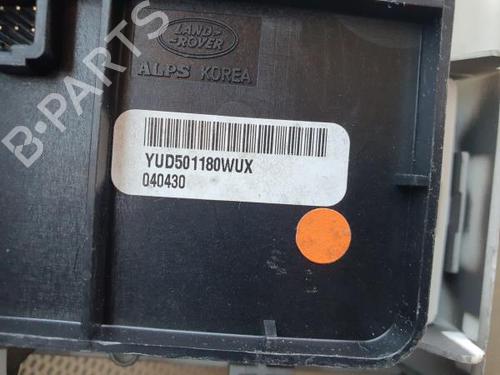 LAND-
-ROVER
ALPS KOREA
B-PARTS
YUD501180WUX
040430